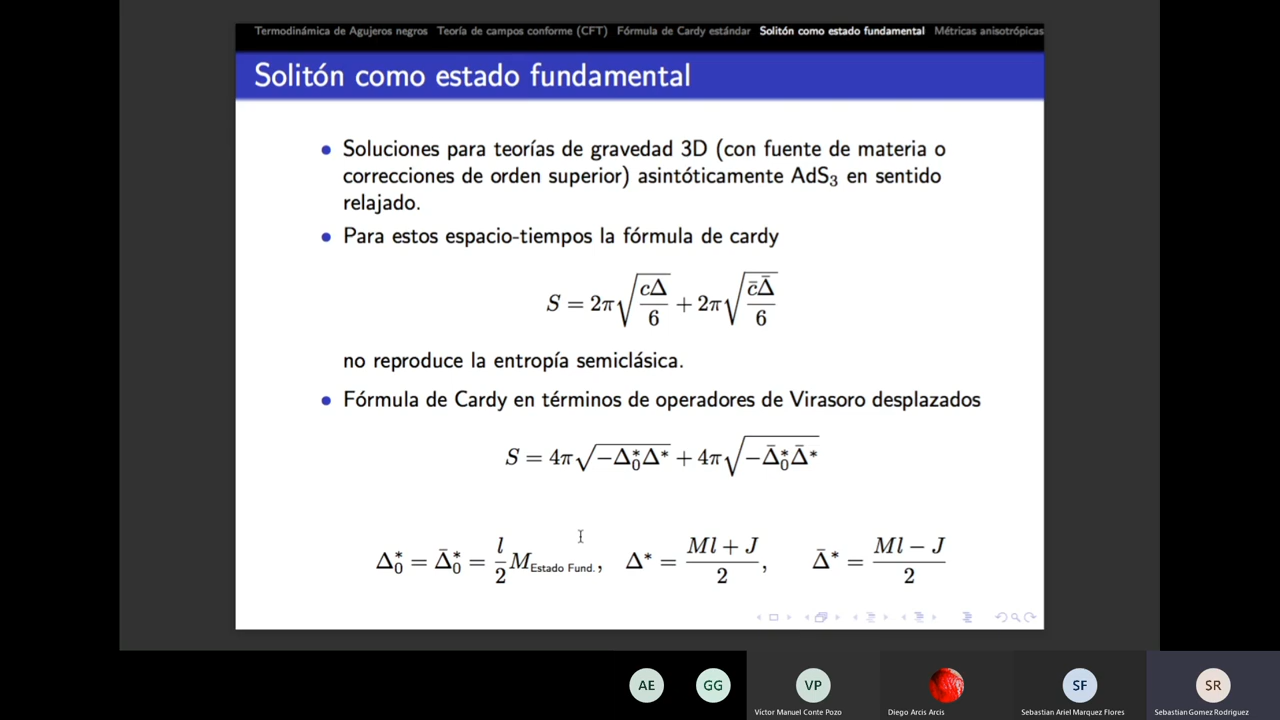 Termodinámica de Agujeros negros Teoría de campos conforme (CFT) Fórmula de Cardy estándar Solitón como estado fundamental Métricas anisotrópicas
Solitón como estado fundamental
• Soluciones para teorías de gravedad 3D (con fuente de materia o
correcciones de orden superior) asintóticamente AdS₃ en sentido
relajado.
• Para estos espacio-tiempos la fórmula de cardy
S = 2π√(cΔ/6) + 2π√(c̄Δ̄/6)
no reproduce la entropía semiclásica.
• Fórmula de Cardy en términos de operadores de Virasoro desplazados
S = 4π√(−Δ₀*Δ*) + 4π√(−Δ̄₀*Δ̄*)
Δ₀* = Δ̄₀* = l/2 M_Estado Fund., Δ* = (Ml + J)/2, Δ̄* = (Ml − J)/2
AE GG VP SF SR
Víctor Manuel Conte Pozo Diego Arcis Arcis Sebastian Ariel Marquez Flores Sebastian Gomez Rodriguez